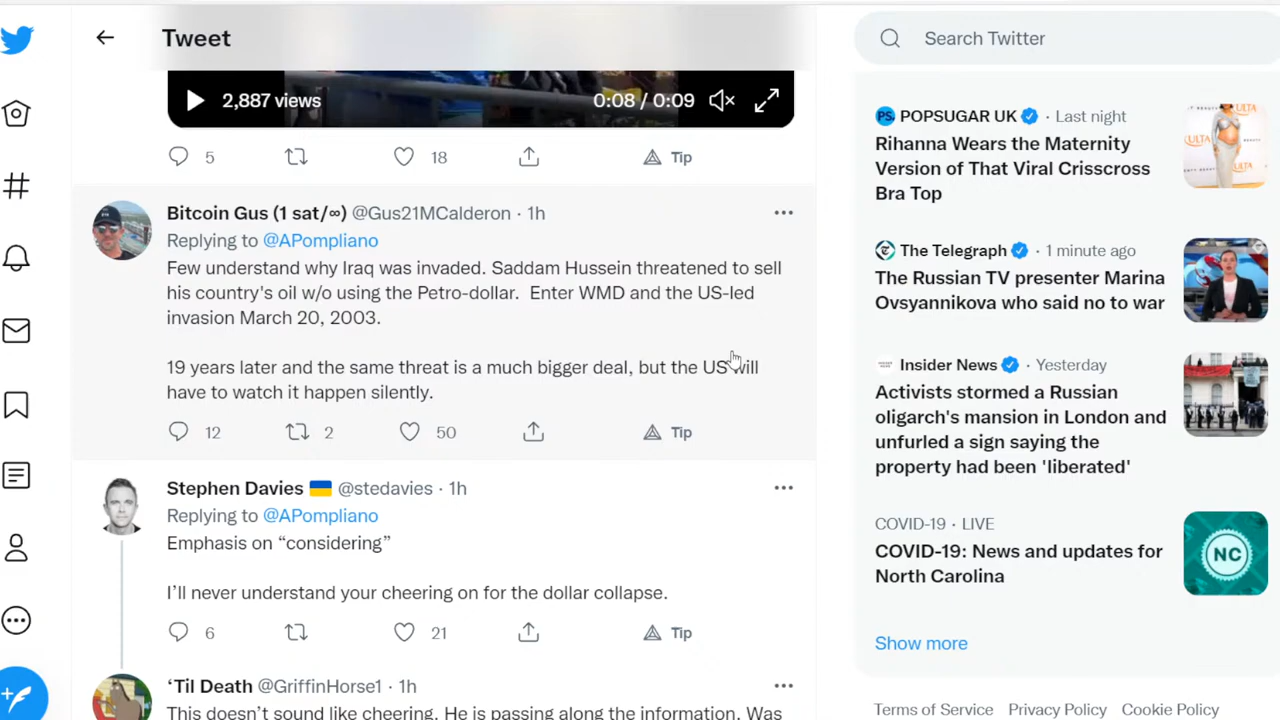 Tweet
2,887 views
0:08 / 0:09
5
18
Tip
Bitcoin Gus (1 sat/∞) @Gus21MCalderon · 1h
Replying to @APompliano
Few understand why Iraq was invaded. Saddam Hussein threatened to sell
his country's oil w/o using the Petro-dollar.  Enter WMD and the US-led
invasion March 20, 2003.
19 years later and the same threat is a much bigger deal, but the US will
have to watch it happen silently.
12
2
50
Tip
Stephen Davies 🇺🇦 @stedavies · 1h
Replying to @APompliano
Emphasis on “considering”
I’ll never understand your cheering on for the dollar collapse.
6
21
Tip
‘Til Death @GriffinHorse1 · 1h
This doesn’t sound like cheering. He is passing along the information. Was
Search Twitter
PS. POPSUGAR UK · Last night
Rihanna Wears the Maternity
Version of That Viral Crisscross
Bra Top
ULTA
The Telegraph · 1 minute ago
The Russian TV presenter Marina
Ovsyannikova who said no to war
Insider News · Yesterday
Activists stormed a Russian
oligarch's mansion in London and
unfurled a sign saying the
property had been 'liberated'
COVID-19 · LIVE
COVID-19: News and updates for
North Carolina
NC
Show more
Terms of Service Privacy Policy Cookie Policy